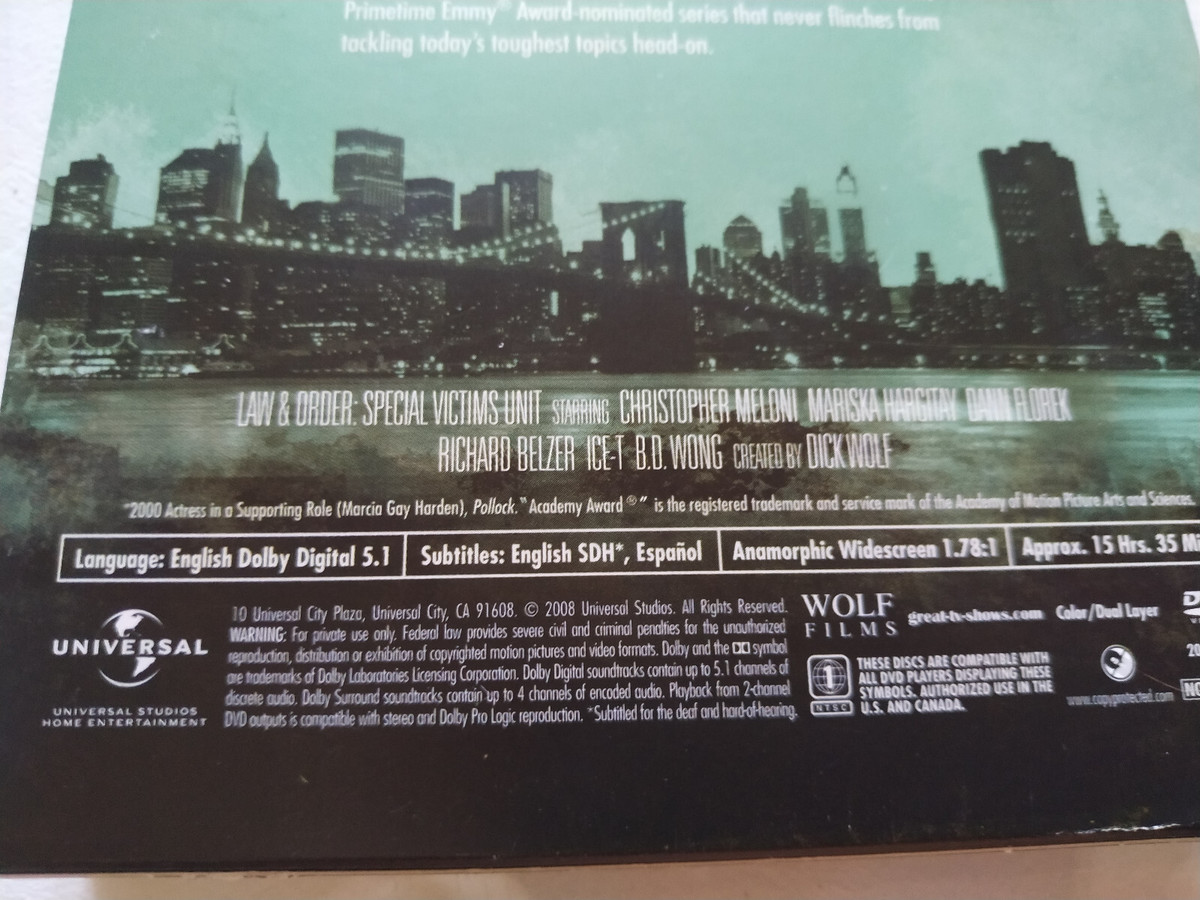 Primetime Emmy® Award-nominated series that never flinches from
tackling today's toughest topics head-on.
LAW & ORDER: SPECIAL VICTIMS UNIT STARRING CHRISTOPHER MELONI MARISKA HARGITAY DANN FLOREK
RICHARD BELZER ICE-T B.D. WONG CREATED BY DICK WOLF
*2000 Actress in a Supporting Role (Marcia Gay Harden), Pollock. "Academy Award®" is the registered trademark and service mark of the Academy of Motion Picture Arts and Sciences.
Language: English Dolby Digital 5.1
Subtitles: English SDH*, Español
Anamorphic Widescreen 1.78:1
Approx. 15 Hrs. 35 Mi
UNIVERSAL
UNIVERSAL STUDIOS
HOME ENTERTAINMENT
10 Universal City Plaza, Universal City, CA 91608. © 2008 Universal Studios. All Rights Reserved.
WARNING: For private use only. Federal law provides severe civil and criminal penalties for the unauthorized
reproduction, distribution or exhibition of copyrighted motion pictures and video formats. Dolby and the symbol
are trademarks of Dolby Laboratories Licensing Corporation. Dolby Digital soundtracks contain up to 5.1 channels of
discrete audio. Dolby Surround soundtracks contain up to 4 channels of encoded audio. Playback from 2-channel
DVD outputs is compatible with stereo and Dolby Pro Logic reproduction. *Subtitled for the deaf and hard-of-hearing.
WOLF
FILMS
great-tv-shows.com
Color/Dual Layer
1
NTSC
THESE DISCS ARE COMPATIBLE WITH
ALL DVD PLAYERS DISPLAYING THESE
SYMBOLS. AUTHORIZED USE IN THE
U.S. AND CANADA.
www.copyprotected.com
20